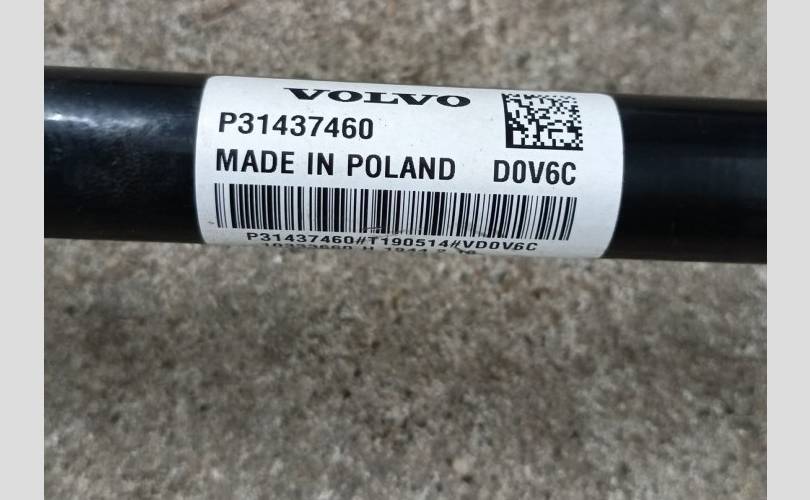 VOLVO
P31437460
MADE IN POLAND D0V6C
P31437460#T190514#VD0V6C